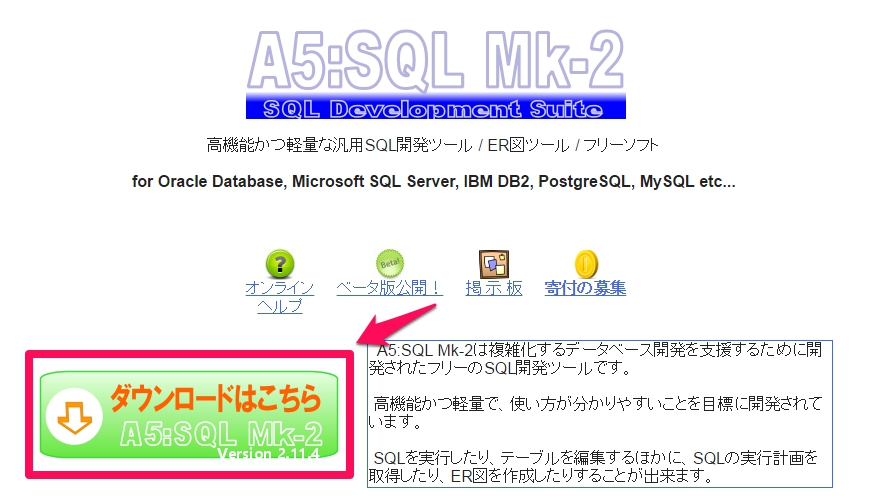 A5:SQL Mk-2
SQL Development Suite
高機能かつ軽量な汎用SQL開発ツール / ER図ツール / フリーソフト
for Oracle Database, Microsoft SQL Server, IBM DB2, PostgreSQL, MySQL etc...
?
Beta!
オンライン
ヘルプ
ベータ版公開！
掲 示 板
寄付の募集
ダウンロードはこちら
A5:SQL Mk-2
Version 2.11.4
A5:SQL Mk-2は複雑化するデータベース開発を支援するために開
発されたフリーのSQL開発ツールです。
高機能かつ軽量で、使い方が分かりやすいことを目標に開発されて
います。
SQLを実行したり、テーブルを編集するほかに、SQLの実行計画を
取得したり、ER図を作成したりすることが出来ます。